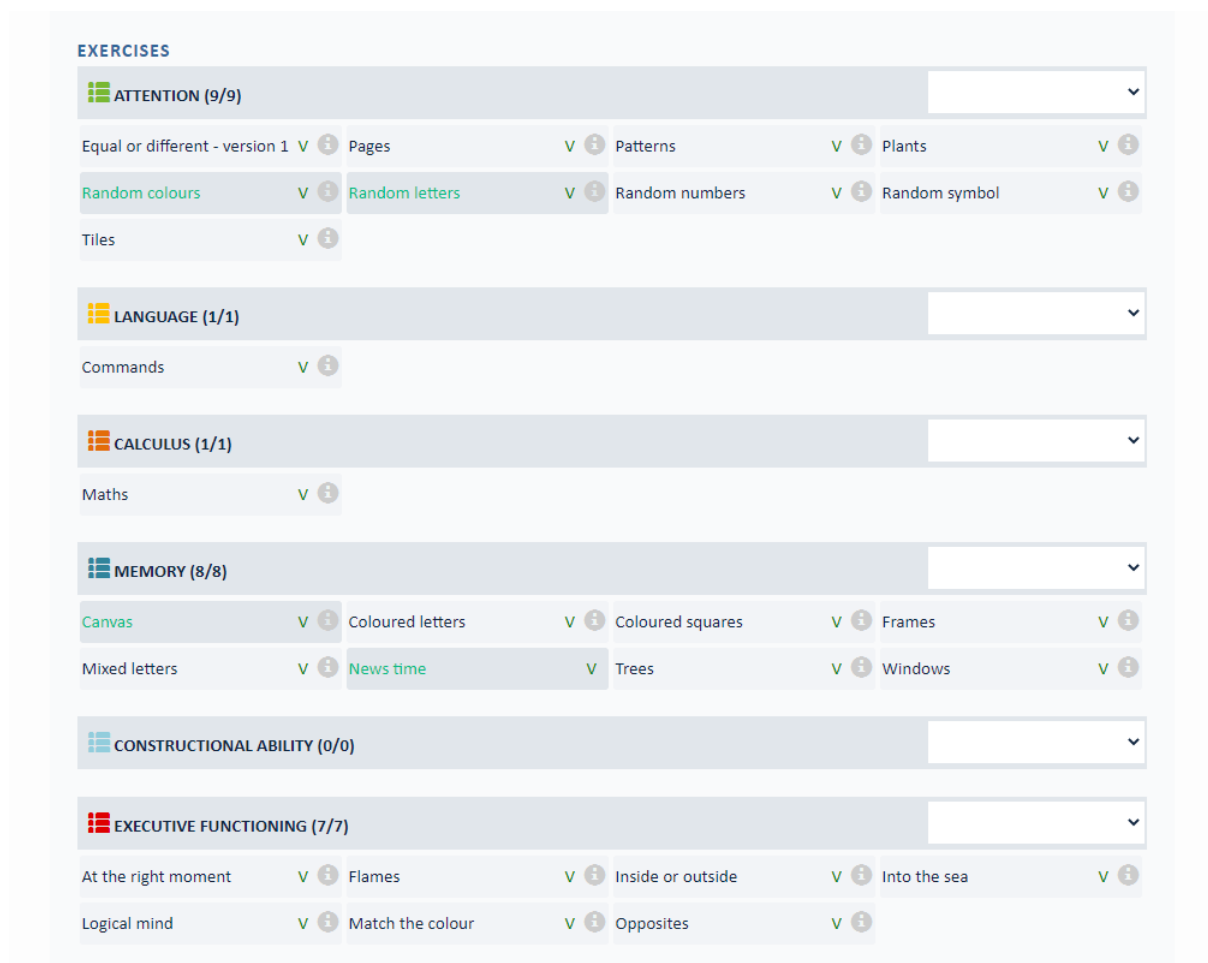 EXERCISES
ATTENTION (9/9)
Equal or different - version 1 V Pages V Patterns V Plants V
Random colours V Random letters V Random numbers V Random symbol V
Tiles V
LANGUAGE (1/1)
Commands V
CALCULUS (1/1)
Maths V
MEMORY (8/8)
Canvas V Coloured letters V Coloured squares V Frames V
Mixed letters V News time V Trees V Windows V
CONSTRUCTIONAL ABILITY (0/0)
EXECUTIVE FUNCTIONING (7/7)
At the right moment V Flames V Inside or outside V Into the sea V
Logical mind V Match the colour V Opposites V